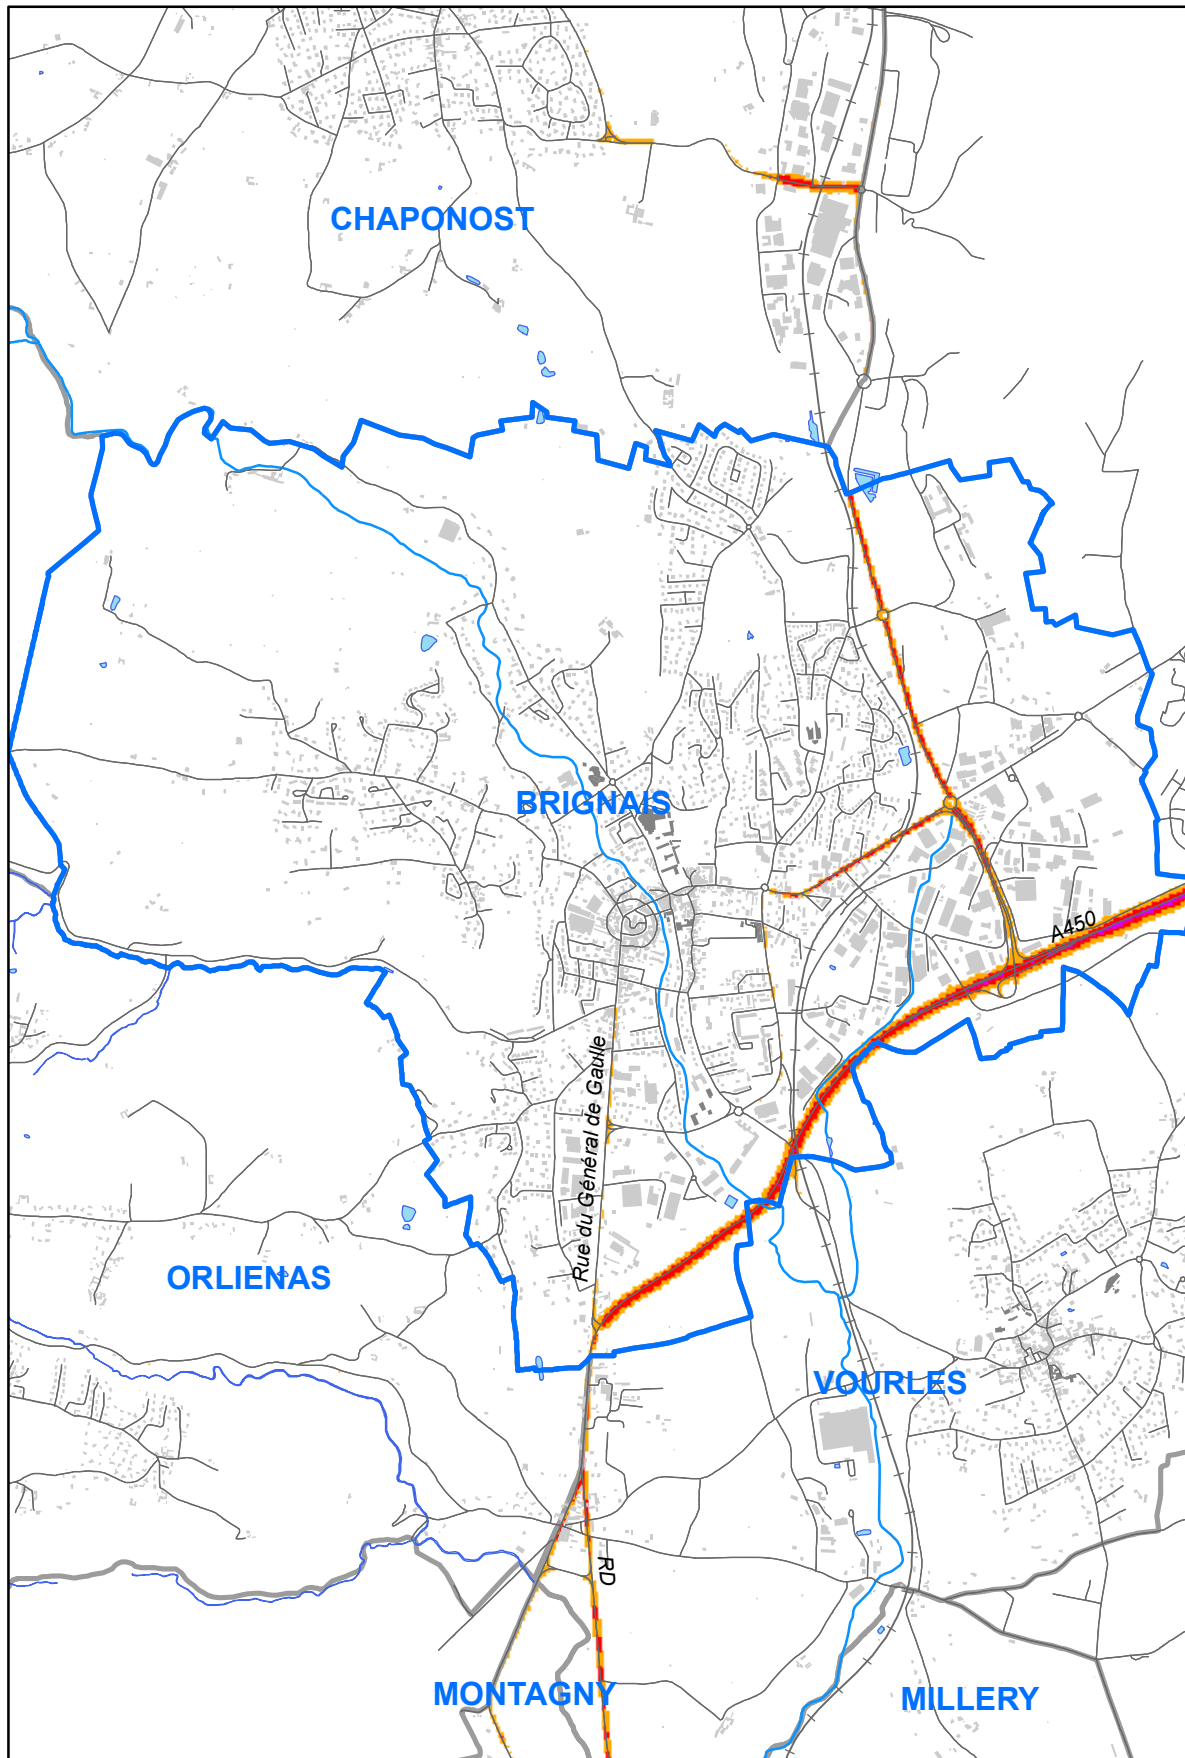 CHAPONOST
BRIGNAIS
A450
Rue du Général de Gaulle
ORLIENAS
VOURLES
RD
MONTAGNY
MILLERY